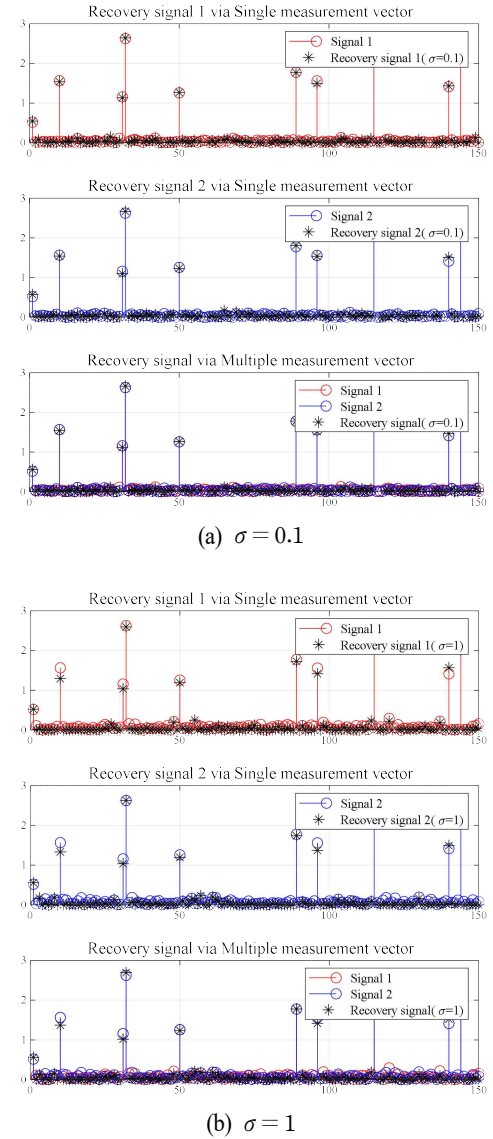 Recovery signal 1 via Single measurement vector
3
Signal 1
Recovery signal 1( σ=0.1)
2
1
0
0 50 100 150
Recovery signal 2 via Single measurement vector
3
Signal 2
Recovery signal 2( σ=0.1)
2
1
0
0 50 100 150
Recovery signal via Multiple measurement vector
3
Signal 1
Signal 2
Recovery signal( σ=0.1)
2
1
0
0 50 100 150
(a) σ = 0.1
Recovery signal 1 via Single measurement vector
3
Signal 1
Recovery signal 1( σ=1)
2
1
0
0 50 100 150
Recovery signal 2 via Single measurement vector
3
Signal 2
Recovery signal 2( σ=1)
2
1
0
0 50 100 150
Recovery signal via Multiple measurement vector
3
Signal 1
Signal 2
Recovery signal( σ=1)
2
1
0
0 50 100 150
(b) σ = 1